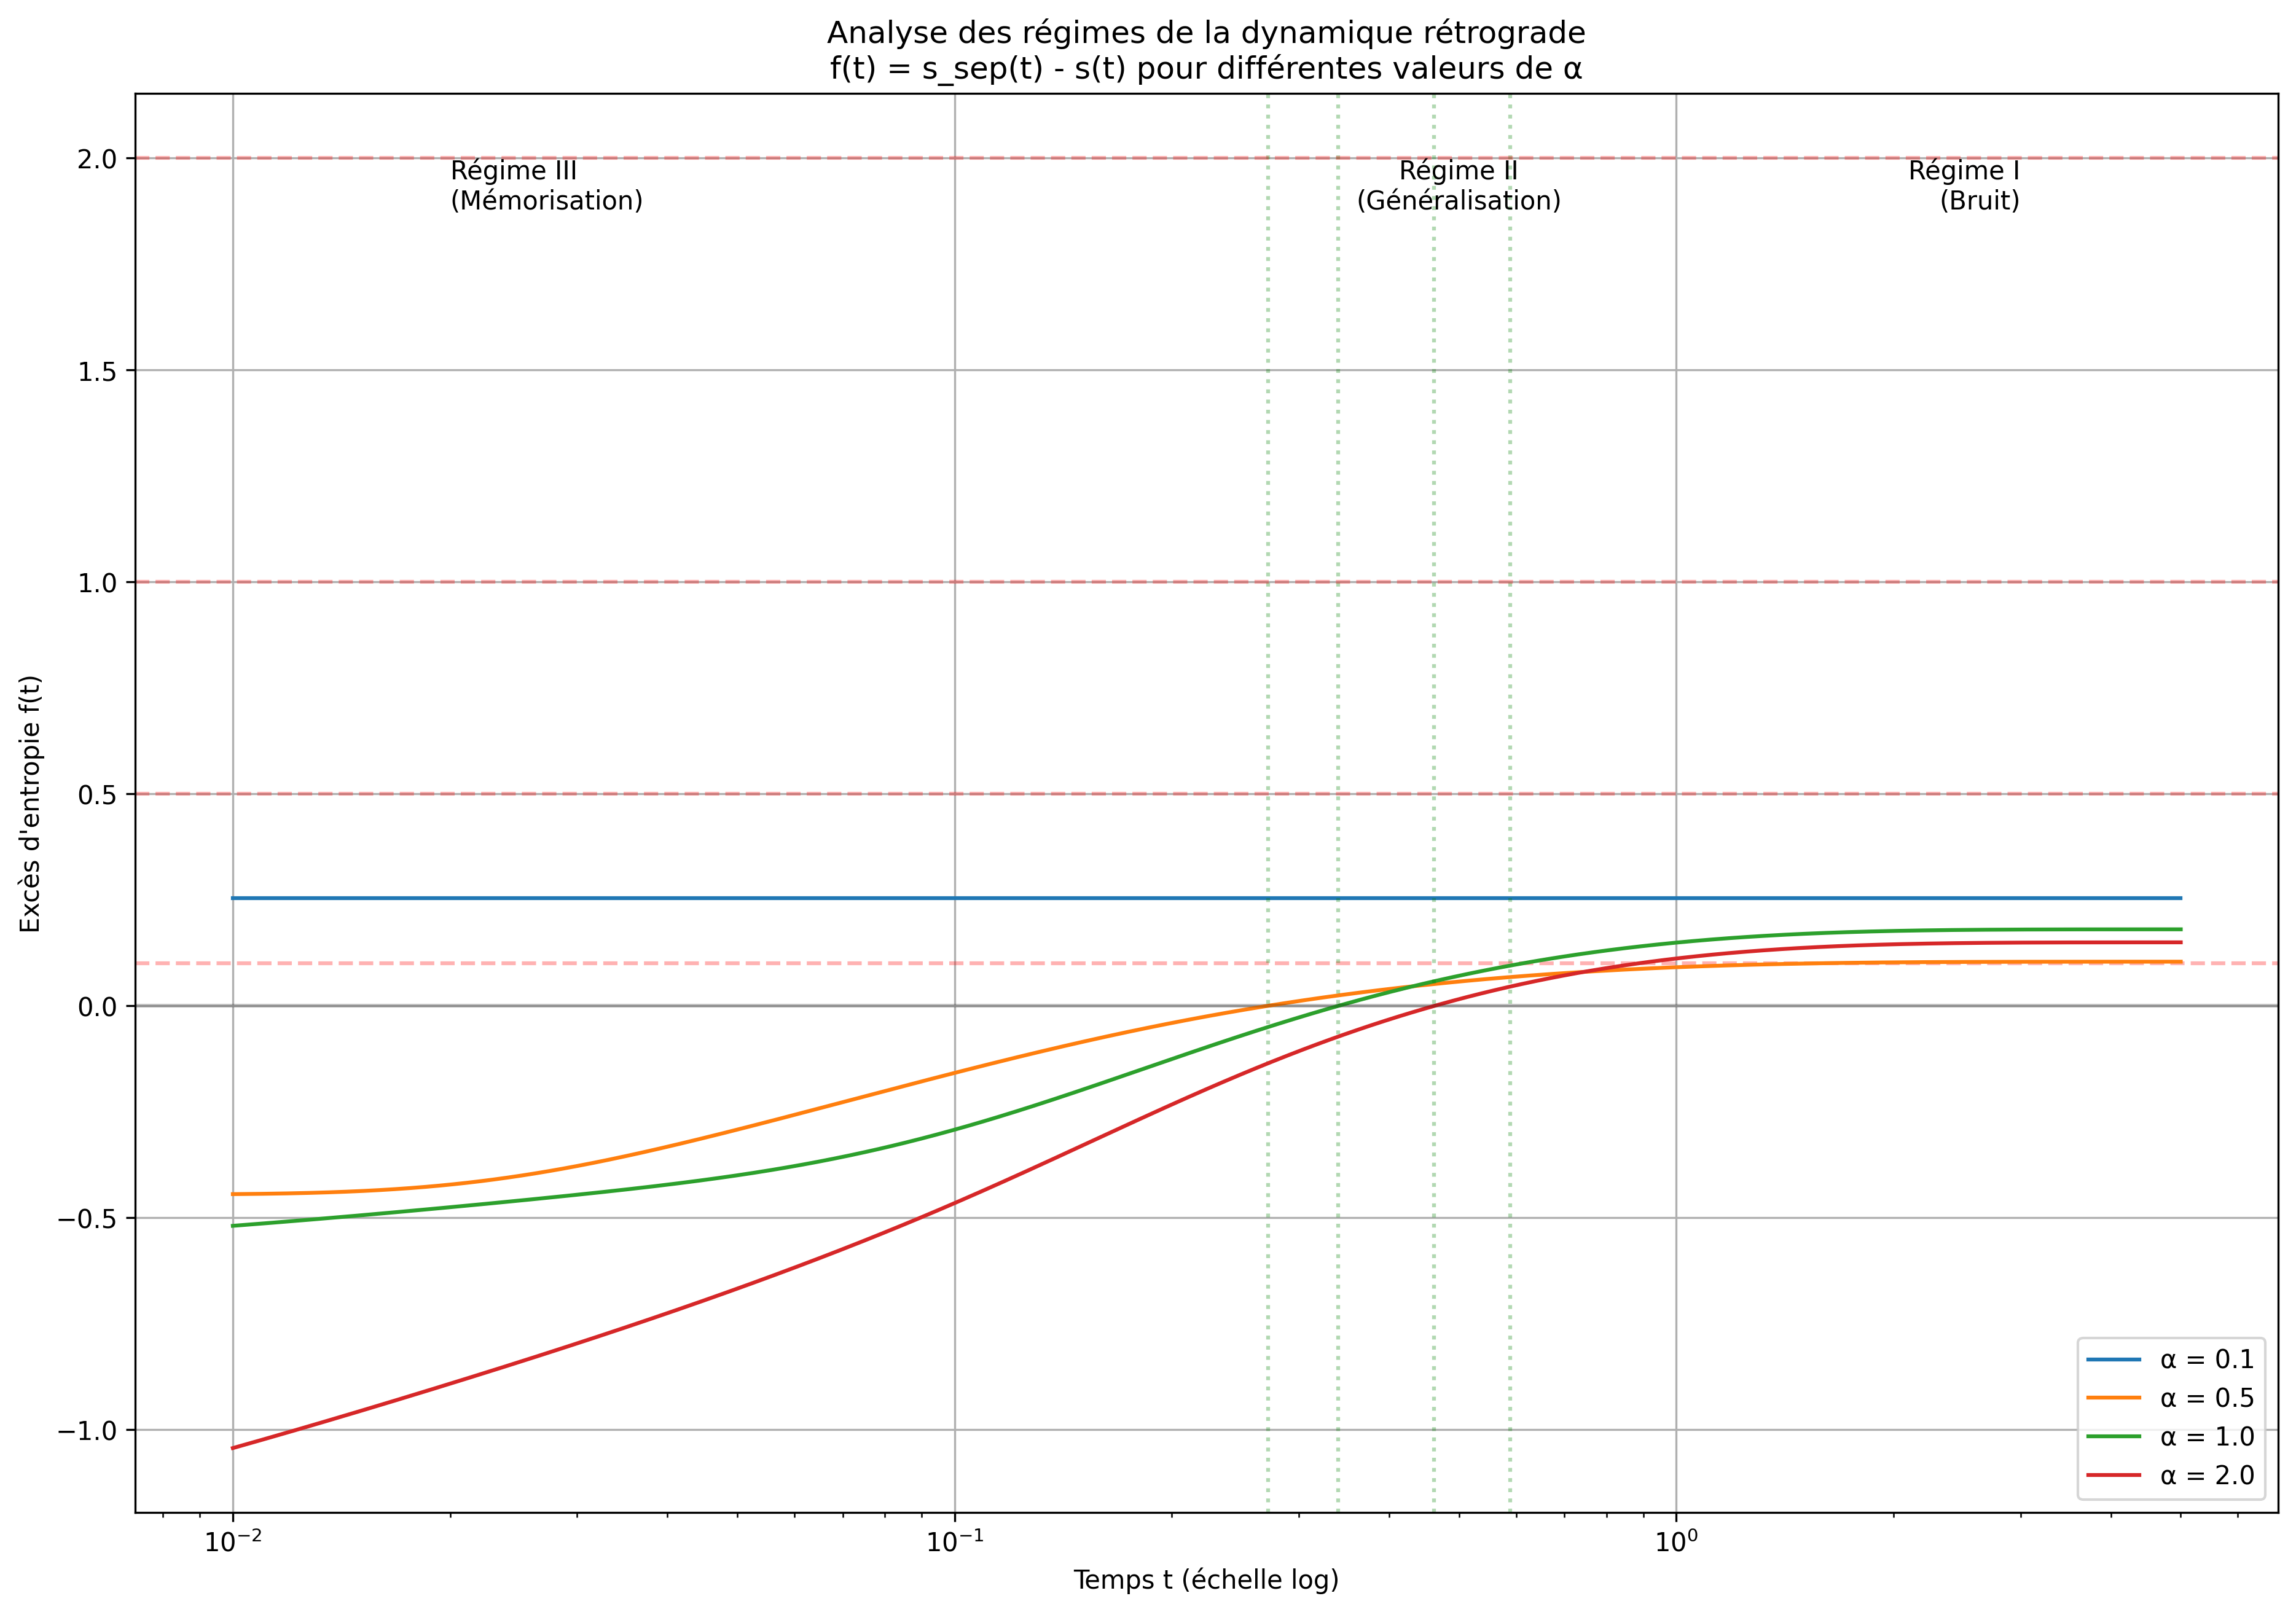 Analyse des régimes de la dynamique rétrograde
f(t) = s_sep(t) - s(t) pour différentes valeurs de α
Régime III
(Mémorisation)
Régime II
(Généralisation)
Régime I
(Bruit)
2.0
1.5
1.0
0.5
0.0
−0.5
−1.0
Excès d'entropie f(t)
10⁻²
10⁻¹
10⁰
Temps t (échelle log)
α = 0.1
α = 0.5
α = 1.0
α = 2.0